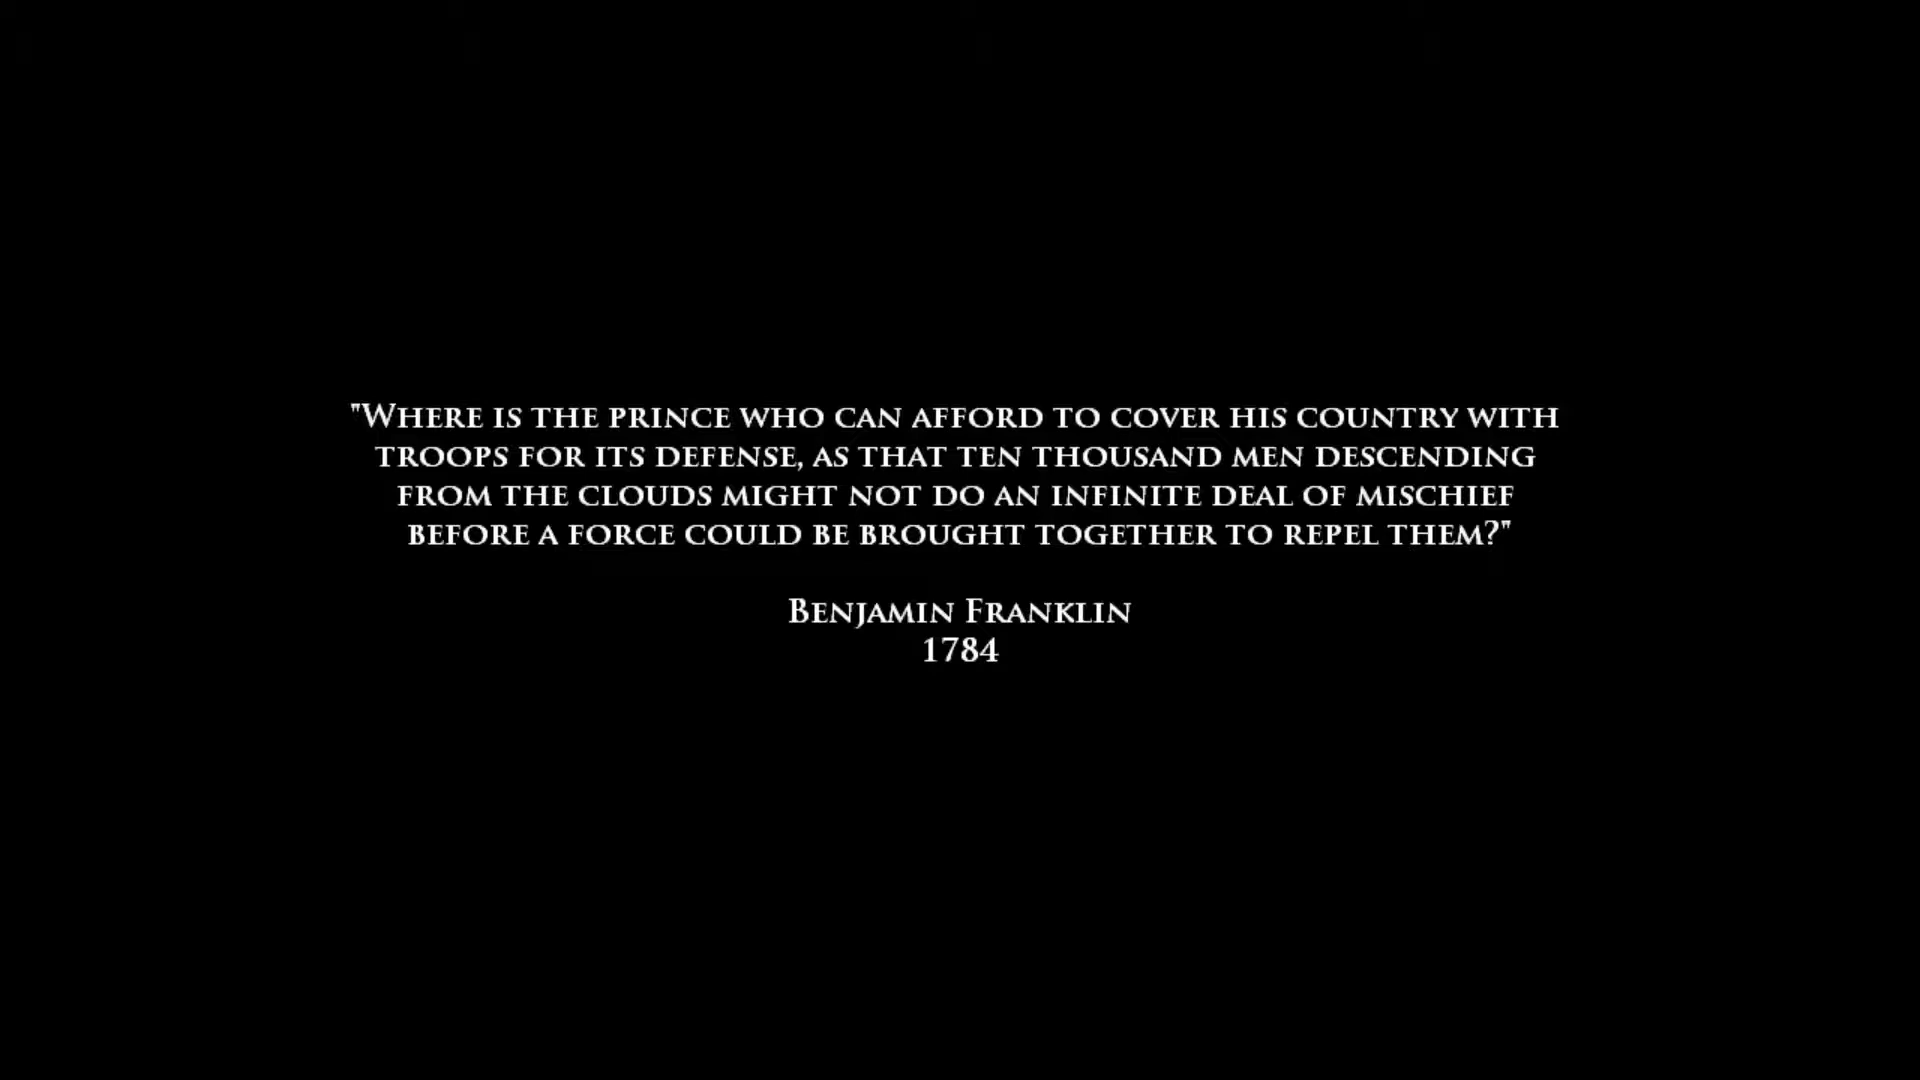 "Where is the prince who can afford to cover his country with
troops for its defense, as that ten thousand men descending
from the clouds might not do an infinite deal of mischief
before a force could be brought together to repel them?"
Benjamin Franklin
1784